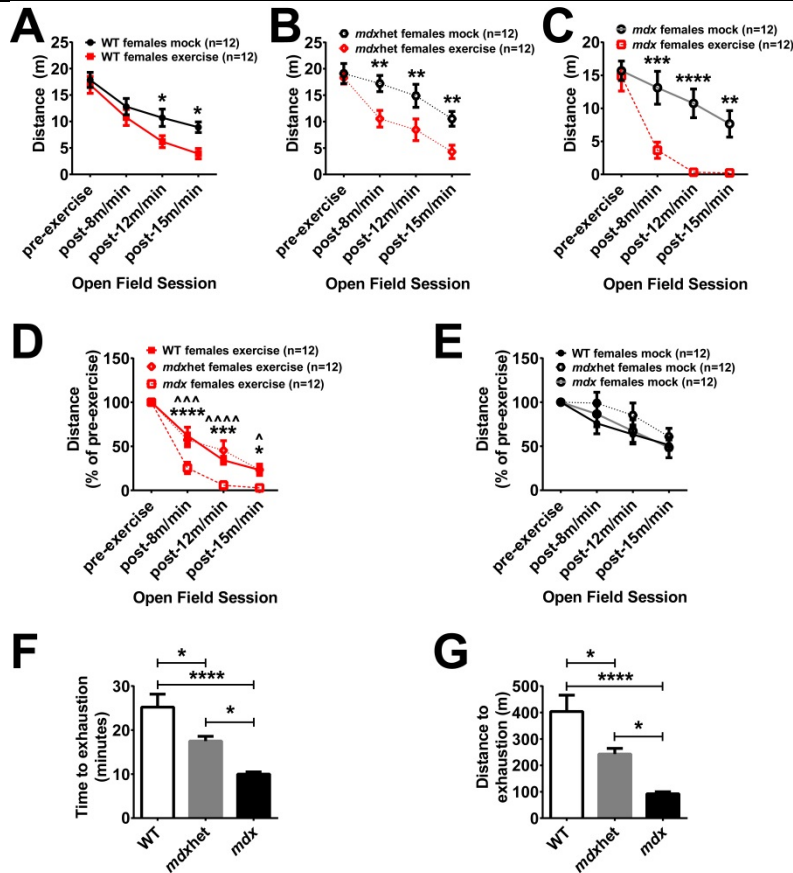 A
WT females mock (n=12)
WT females exercise (n=12)
Distance (m)
25
20
15
10
5
0
*
*
pre-exercise
post-8m/min
post-12m/min
post-15m/min
Open Field Session
B
mdxhet females mock (n=12)
mdxhet females exercise (n=12)
Distance (m)
25
20
15
10
5
0
**
**
**
pre-exercise
post-8m/min
post-12m/min
post-15m/min
Open Field Session
C
mdx females mock (n=12)
mdx females exercise (n=12)
Distance (m)
20
15
10
5
0
***
****
**
pre-exercise
post-8m/min
post-12m/min
post-15m/min
Open Field Session
D
WT females exercise (n=12)
mdxhet females exercise (n=12)
mdx females exercise (n=12)
Distance
(% of pre-exercise)
150
100
50
0
^^^
****
^^^^
***
^
*
pre-exercise
post-8m/min
post-12m/min
post-15m/min
Open Field Session
E
WT females mock (n=12)
mdxhet females mock (n=12)
mdx females mock (n=12)
Distance
(% of pre-exercise)
150
100
50
0
pre-exercise
post-8m/min
post-12m/min
post-15m/min
Open Field Session
F
Time to exhaustion
(minutes)
30
20
10
0
*
****
*
WT
mdxhet
mdx
G
Distance to
exhaustion (m)
500
400
300
200
100
0
*
****
*
WT
mdxhet
mdx